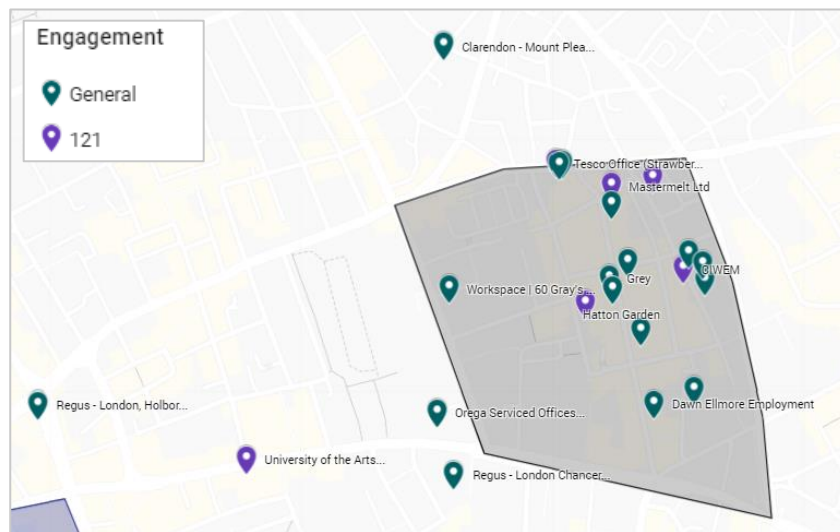 Engagement
General
121
Clarendon - Mount Plea...
Tesco Office (Strawber...
Mastermelt Ltd
CIWEM
Grey
Workspace | 60 Gray's...
Hatton Garden
Regus - London, Holbor...
Orega Serviced Offices...
Dawn Ellmore Employment
University of the Arts...
Regus - London Chancer...